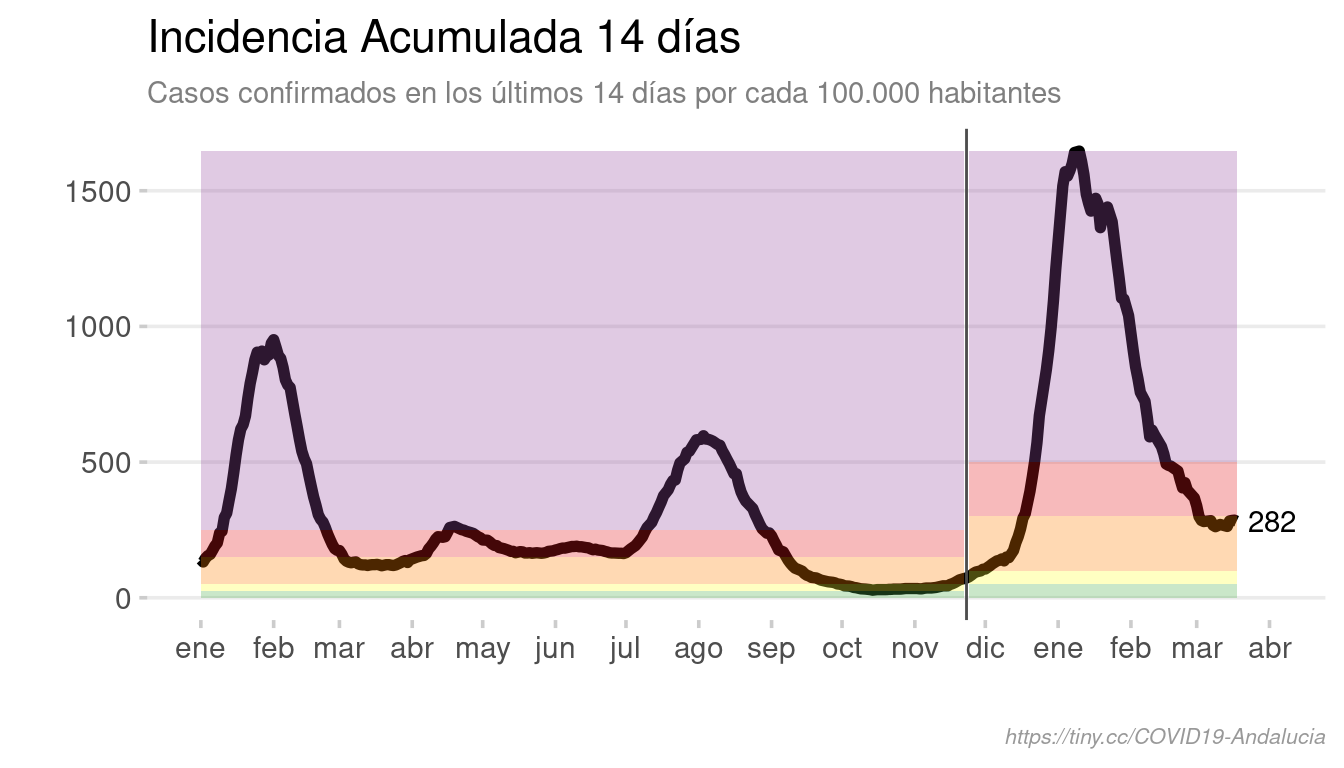 Incidencia Acumulada 14 días
Casos confirmados en los últimos 14 días por cada 100.000 habitantes
1500
1000
500
0
282
ene feb mar abr may jun jul ago sep oct nov dic ene feb mar abr
https://tiny.cc/COVID19-Andalucia